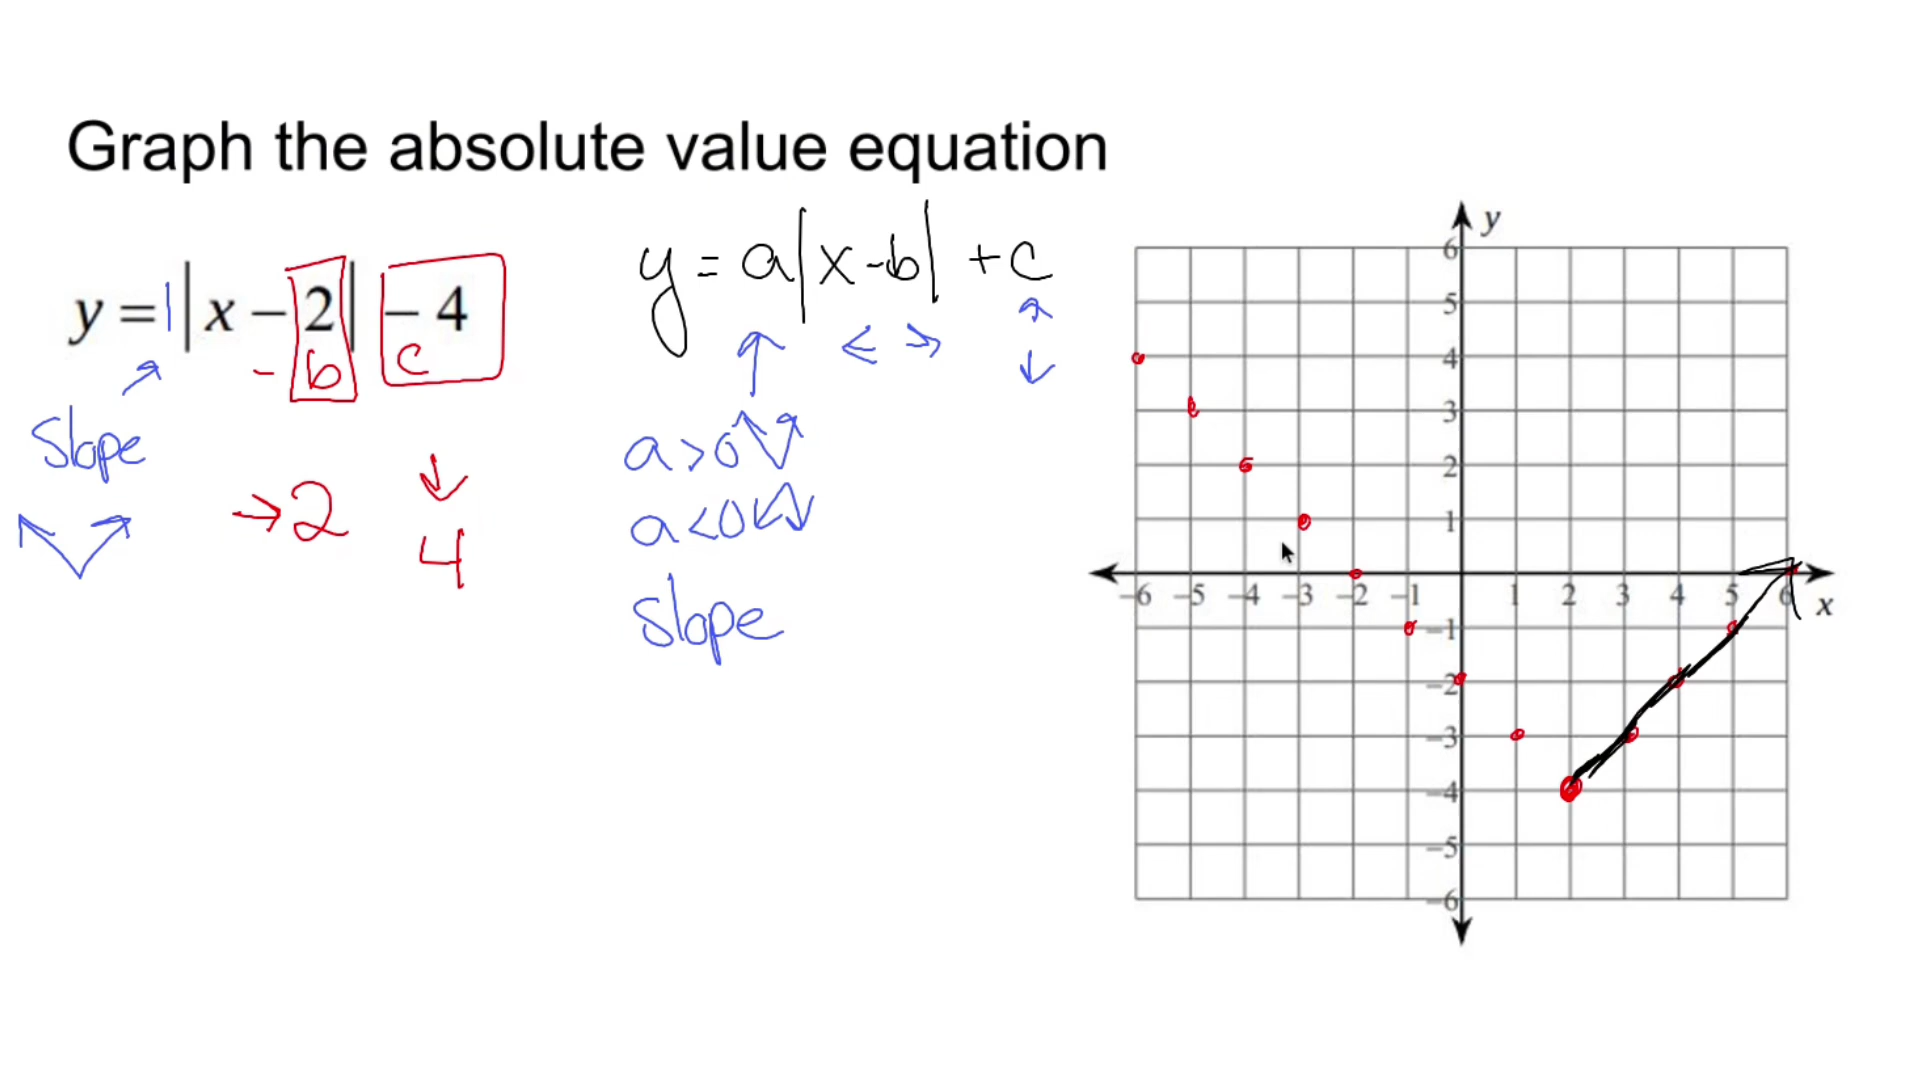 Graph the absolute value equation
y = 1|x – 2| – 4
y = a|x-b| + c
- b c
Slope
a > 0
a < 0
→ 2 ↓ 4
Slope
y
6
5
4
3
2
1
–6 –5 –4 –3 –2 –1 1 2 3 4 5 6 x
–1
–2
–3
–4
–5
–6